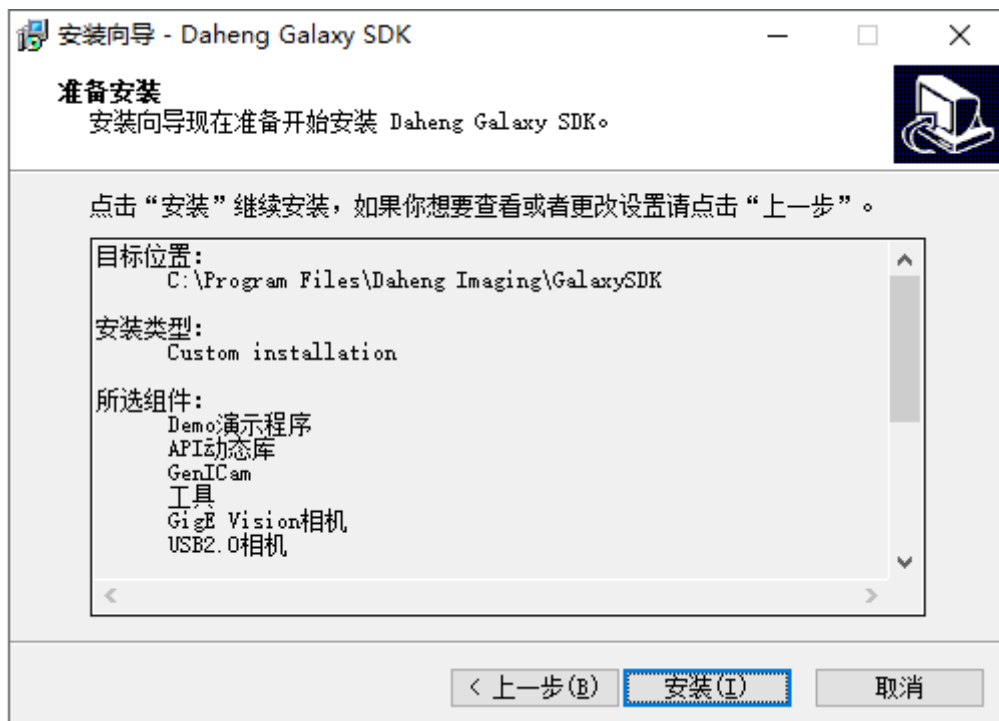 安装向导 - Daheng Galaxy SDK
准备安装
安装向导现在准备开始安装 Daheng Galaxy SDK。
点击“安装”继续安装，如果你想要查看或者更改设置请点击“上一步”。
目标位置:
C:\Program Files\Daheng Imaging\GalaxySDK
安装类型:
Custom installation
所选组件:
Demo演示程序
API动态库
GenICam
工具
GigE Vision相机
USB2.0相机
< 上一步(B) 安装(I) 取消